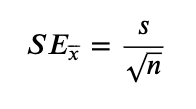 SE_x̅ = s/√n